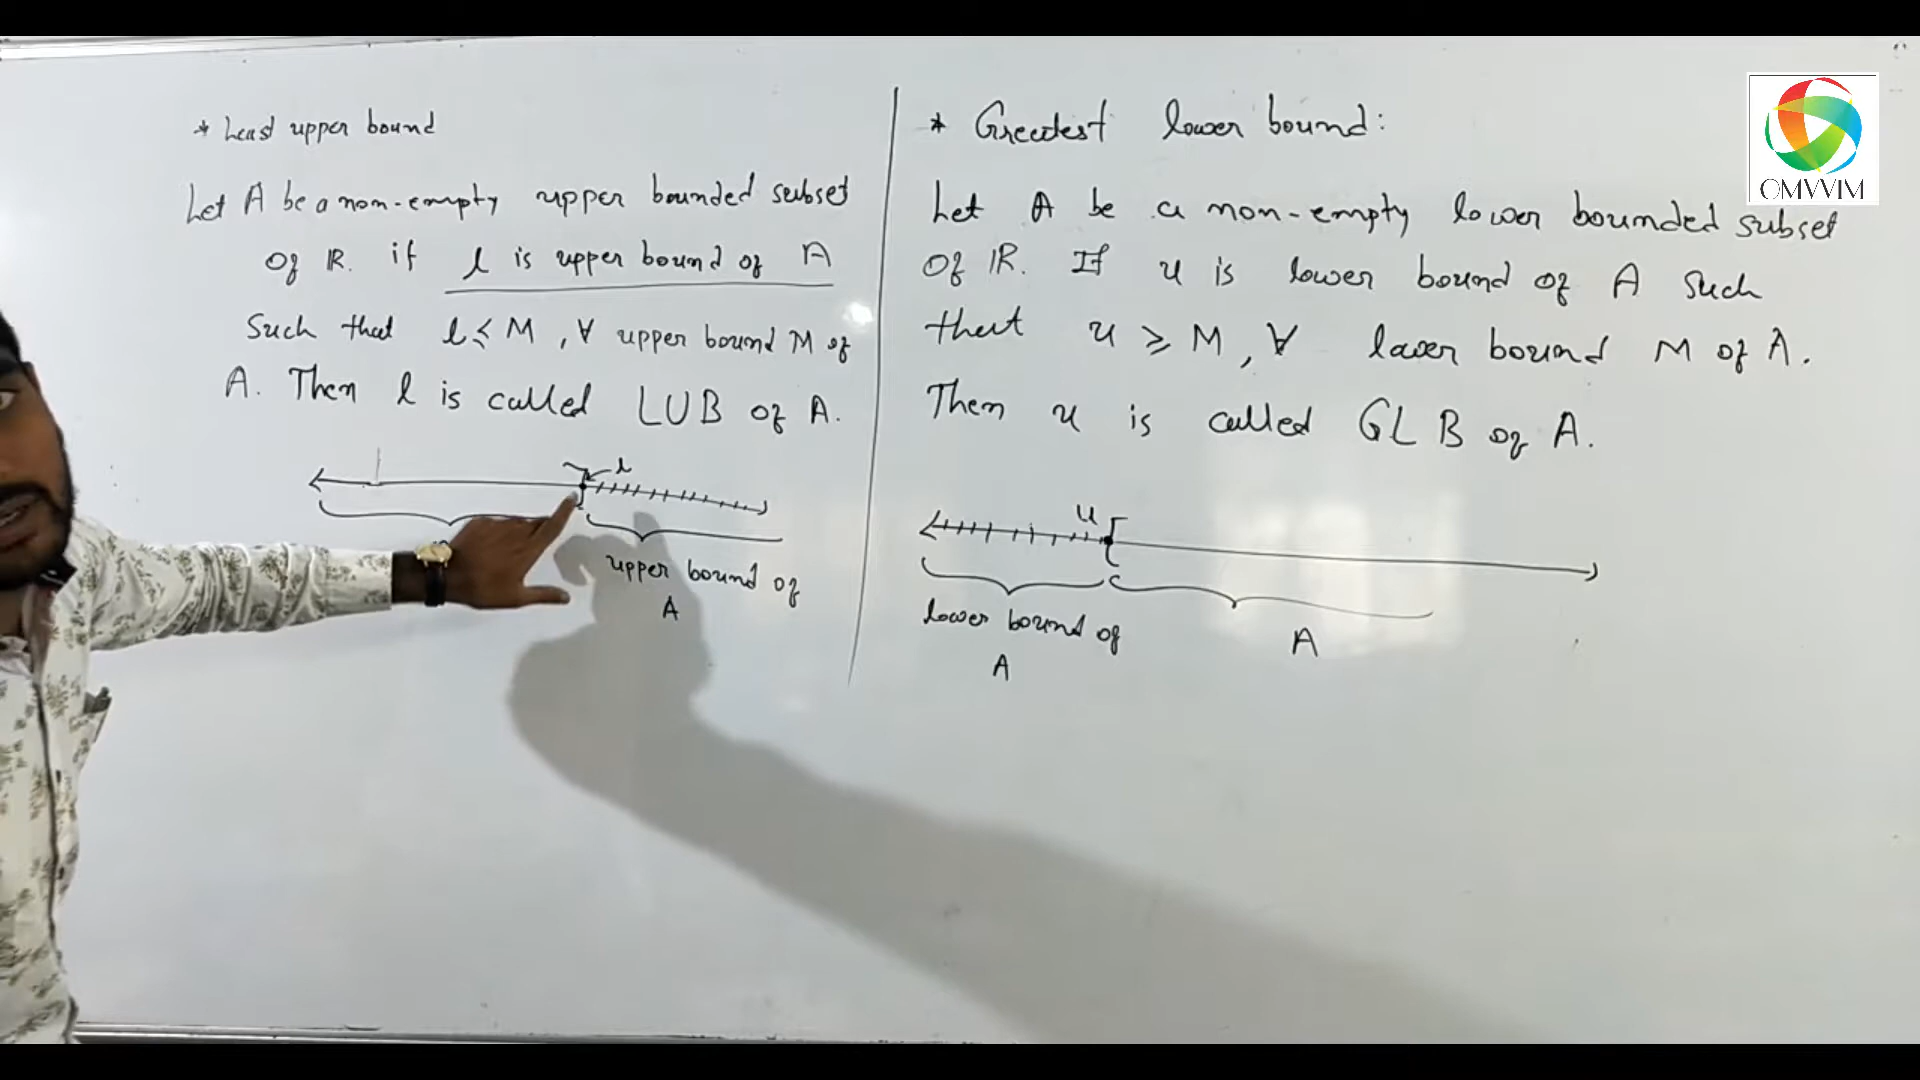 * Least upper bound
Let A be a non-empty upper bounded subset
of ℝ. if l is upper bound of A
Such that l ≤ M, ∀ upper bound M of
A. Then l is called LUB of A.
l
upper bound of
A
* Greatest lower bound:
Let A be a non-empty lower bounded subset
of ℝ. If u is lower bound of A such
that u ≥ M, ∀ lower bound M of A.
Then u is called GLB of A.
u
lower bound of
A
A
OMVVIM